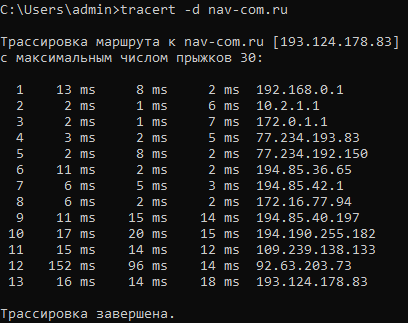 C:\Users\admin>tracert -d nav-com.ru
Трассировка маршрута к nav-com.ru [193.124.178.83]
с максимальным числом прыжков 30:
1 13 ms 8 ms 2 ms 192.168.0.1
2 2 ms 1 ms 6 ms 10.2.1.1
3 2 ms 1 ms 7 ms 172.0.1.1
4 3 ms 2 ms 2 ms 77.234.193.83
5 2 ms 8 ms 2 ms 77.234.192.150
6 11 ms 2 ms 2 ms 194.85.36.65
7 6 ms 5 ms 3 ms 194.85.42.1
8 6 ms 2 ms 2 ms 172.16.77.94
9 11 ms 15 ms 14 ms 194.85.40.197
10 17 ms 20 ms 15 ms 194.190.255.182
11 15 ms 14 ms 12 ms 109.239.138.133
12 152 ms 96 ms 14 ms 92.63.203.73
13 16 ms 14 ms 18 ms 193.124.178.83
Трассировка завершена.